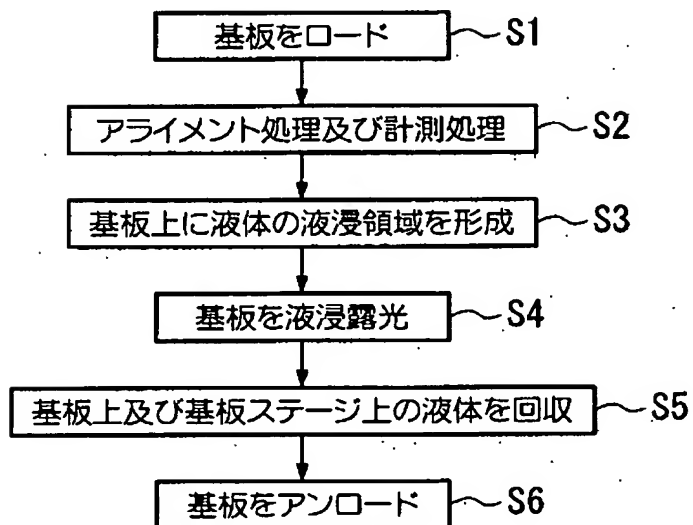 基板をロード S1
アライメント処理及び計測処理 S2
基板上に液体の液浸領域を形成 S3
基板を液浸露光 S4
基板上及び基板ステージ上の液体を回収 S5
基板をアンロード S6